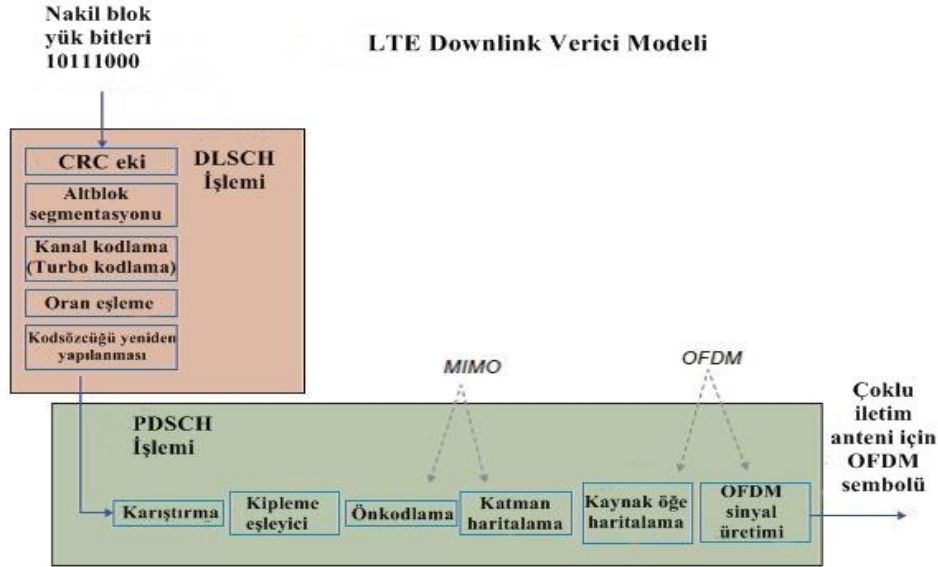 Nakil blok
yük bitleri
10111000
LTE Downlink Verici Modeli
CRC eki
DLSCH
İşlemi
Altblok
segmentasyonu
Kanal kodlama
(Turbo kodlama)
Oran eşleme
Kodsözcüğü yeniden
yapılanması
MIMO
OFDM
PDSCH
İşlemi
Karıştırma
Kipleme
eşleyici
Önkodlama
Katman
haritalama
Kaynak öğe
haritalama
OFDM
sinyal
üretimi
Çoklu
iletim
anteni için
OFDM
sembolü